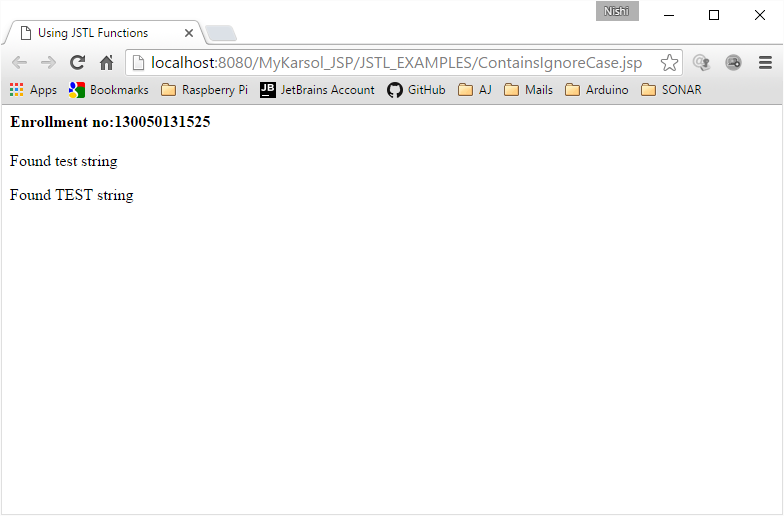 Nishi
Using JSTL Functions
localhost:8080/MyKarsol_JSP/JSTL_EXAMPLES/ContainsIgnoreCase.jsp
Apps Bookmarks Raspberry Pi JB JetBrains Account GitHub AJ Mails Arduino SONAR
Enrollment no:130050131525
Found test string
Found TEST string